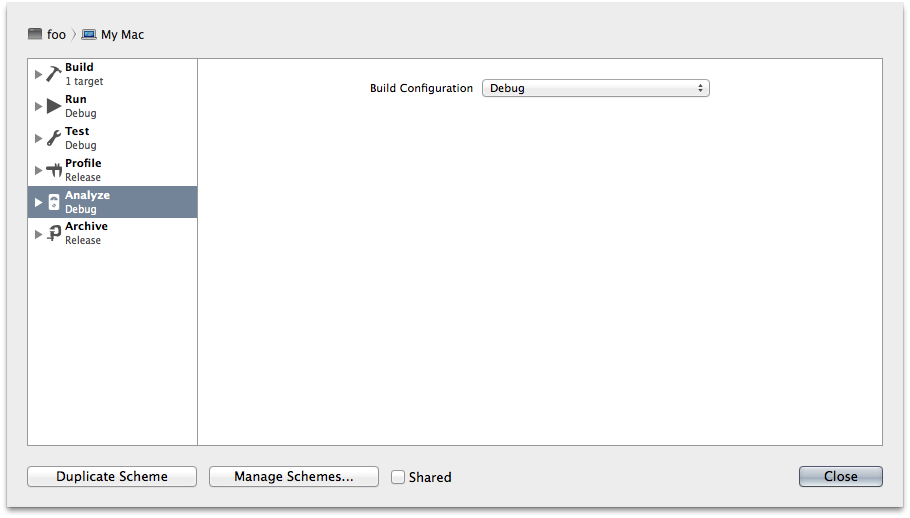 foo 〉 My Mac
Build
1 target
Run
Debug
Test
Debug
Profile
Release
Analyze
Debug
Archive
Release
Build Configuration Debug
Duplicate Scheme Manage Schemes... Shared Close